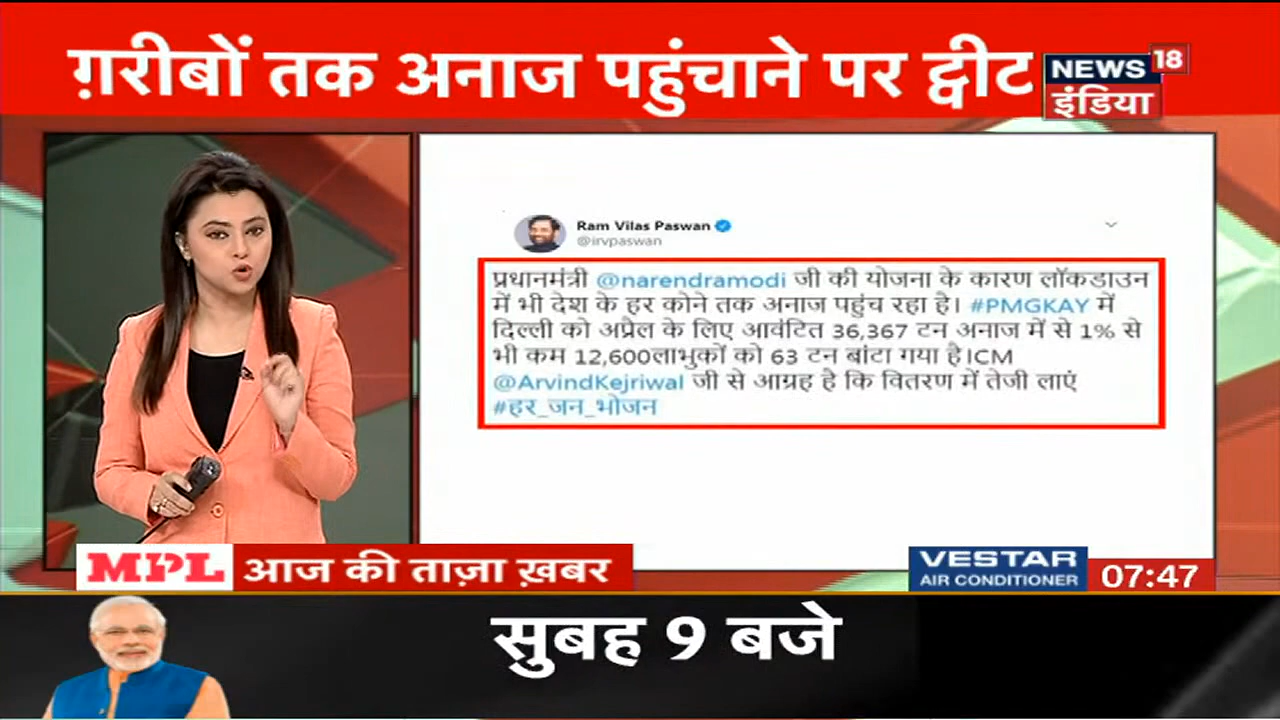 ग़रीबों तक अनाज पहुंचाने पर ट्वीट
NEWS 18
इंडिया
Ram Vilas Paswan
@irvpaswan
प्रधानमंत्री @narendramodi जी की योजना के कारण लॉकडाउन
में भी देश के हर कोने तक अनाज पहुंच रहा है। #PMGKAY में
दिल्ली को अप्रैल के लिए आवंटित 36,367 टन अनाज में से 1% से
भी कम 12,600लाभुकों को 63 टन बांटा गया है।CM
@ArvindKejriwal जी से आग्रह है कि वितरण में तेजी लाएं
#हर_जन_भोजन
MPL आज की ताज़ा ख़बर
VESTAR
AIR CONDITIONER
07:47
सुबह 9 बजे